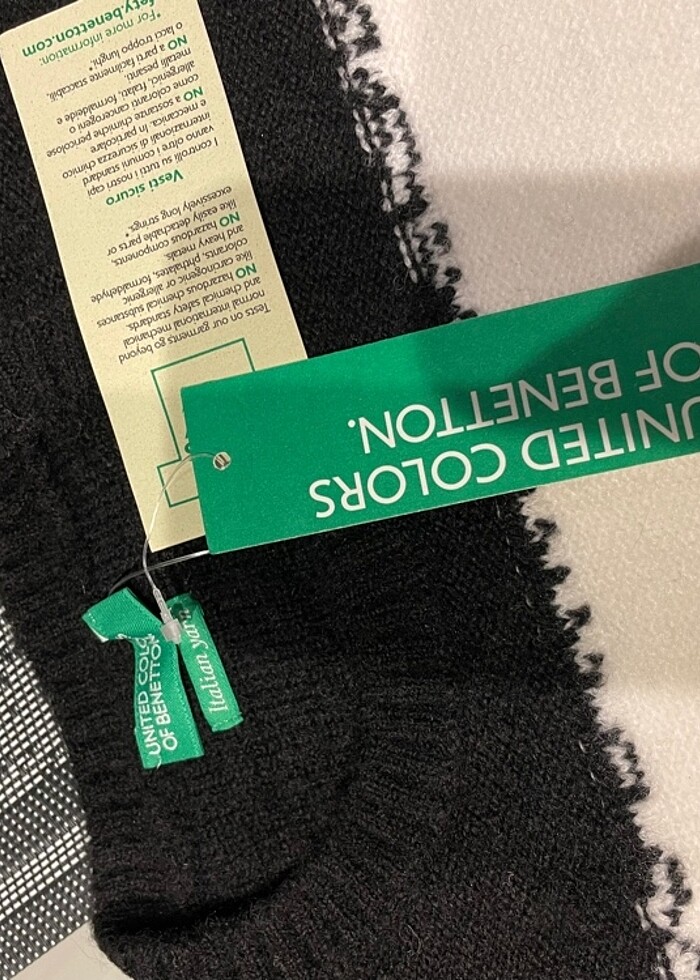 UNITED COLORS
OF BENETTON.
Tests on our garments go beyond
normal international mechanical
and chemical safety standards.
NO hazardous chemical substances
like carcinogenic or allergenic
colorants, phthalates, formaldehyde
and heavy metals.
NO hazardous components,
like easily detachable parts or
excessively long strings.*
Vesti sicuro
I controlli su tutti i nostri capi
vanno oltre i comuni standard
internazionali di sicurezza chimica
e meccanica. In particolare
NO a sostanze chimiche pericolose
come coloranti cancerogeni o
allergenici, ftalati, formaldeide e
metalli pesanti.
NO a parti facilmente staccabili
o lacci troppo lunghi.*
*For more information:
fety.benetton.com
UNITED COLO
OF BENETTON
Italian yarn